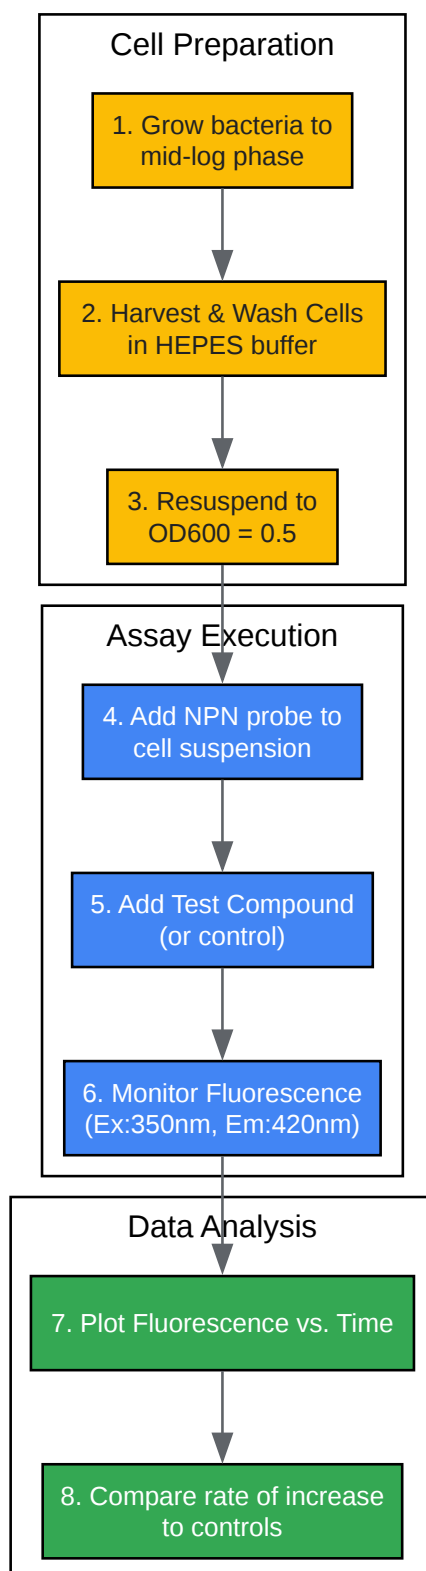 Cell Preparation
1. Grow bacteria to
mid-log phase
2. Harvest & Wash Cells
in HEPES buffer
3. Resuspend to
OD600 = 0.5
Assay Execution
4. Add NPN probe to
cell suspension
5. Add Test Compound
(or control)
6. Monitor Fluorescence
(Ex:350nm, Em:420nm)
Data Analysis
7. Plot Fluorescence vs. Time
8. Compare rate of increase
to controls